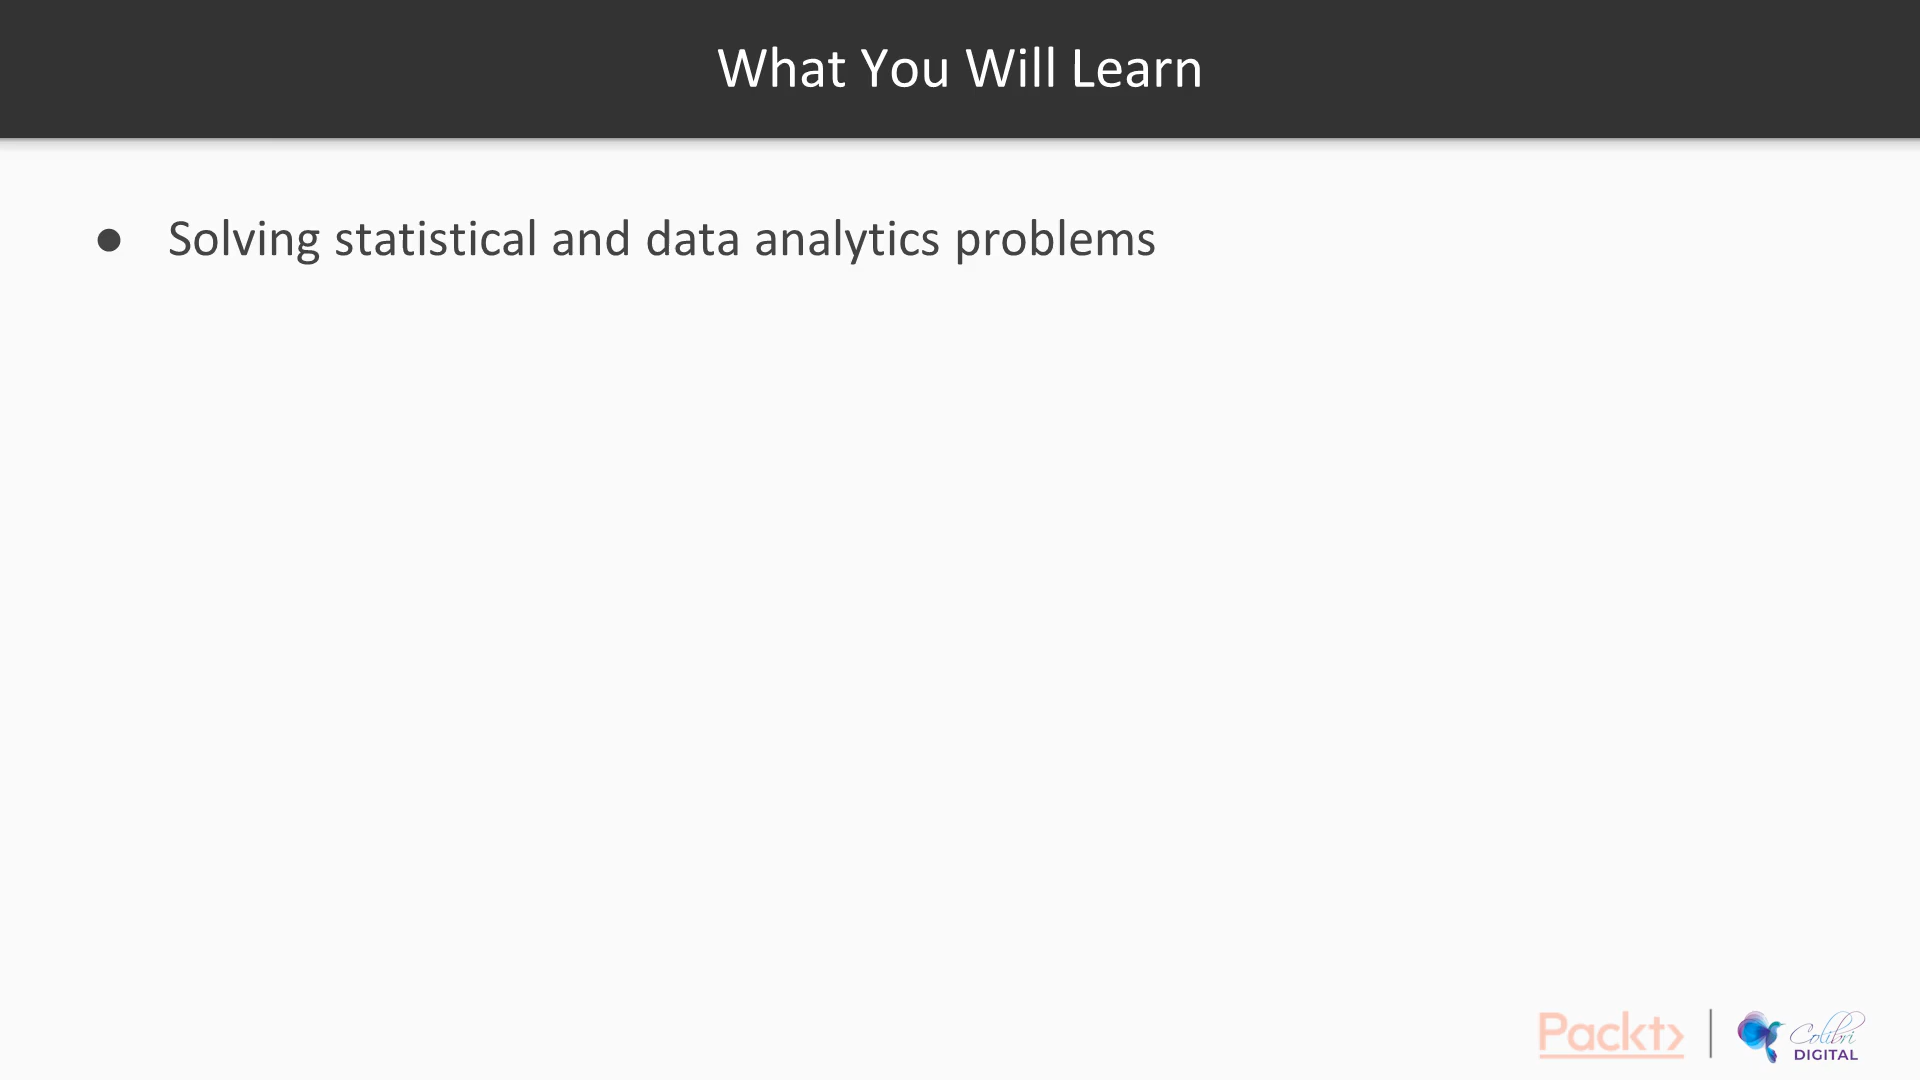 What You Will Learn
● Solving statistical and data analytics problems
Packt>
Colibri
DIGITAL